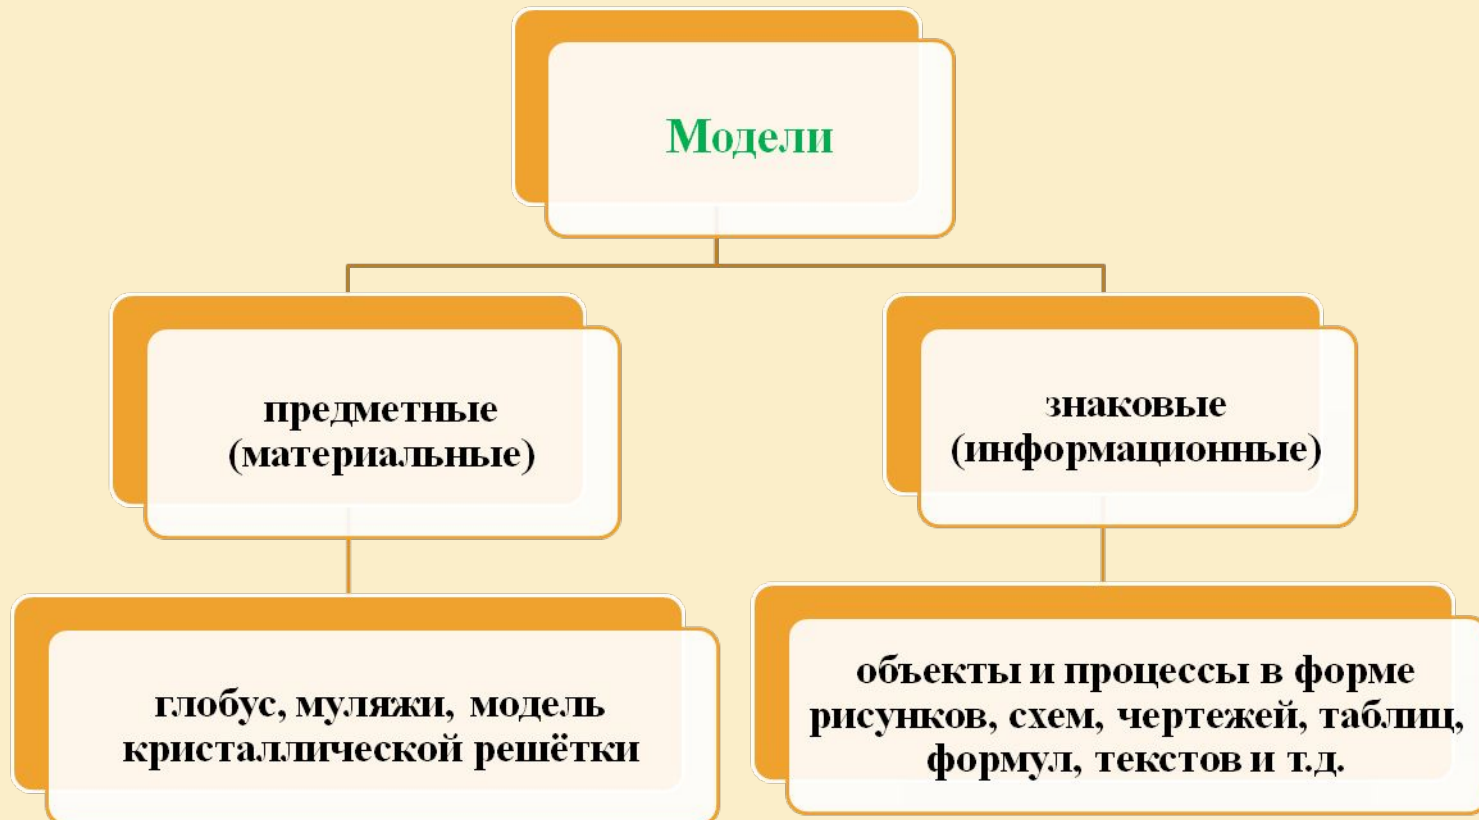 Модели
предметные
(материальные)
знаковые
(информационные)
глобус, муляжи, модель
кристаллической решётки
объекты и процессы в форме
рисунков, схем, чертежей, таблиц,
формул, текстов и т.д.